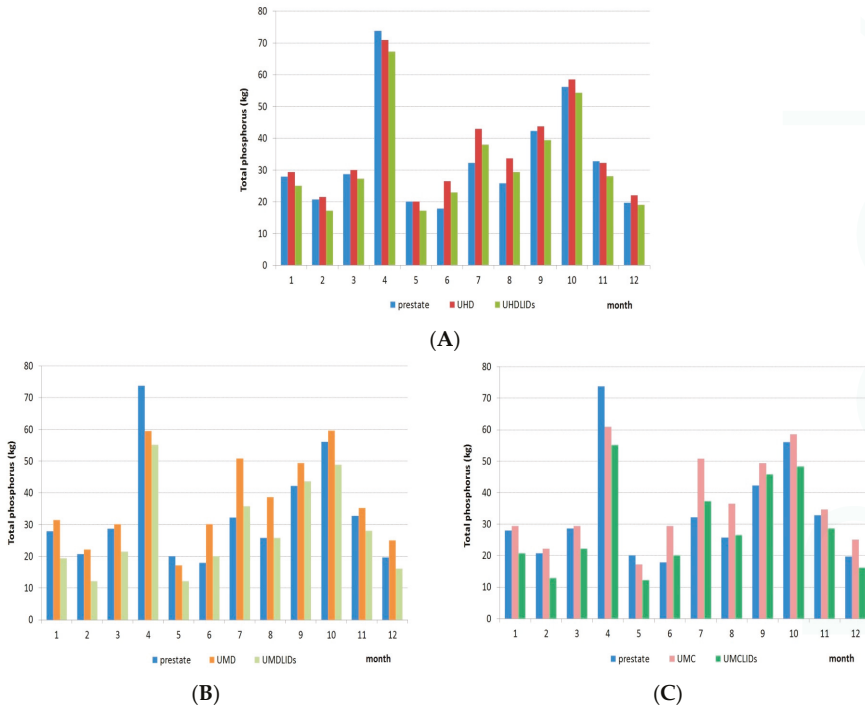 80
70
60
50
40
30
20
10
0
Total phosphorus (kg)
1 2 3 4 5 6 7 8 9 10 11 12
prestate UHD UHDLIDs month
(A)
80
70
60
50
40
30
20
10
0
Total phosphorus (kg)
1 2 3 4 5 6 7 8 9 10 11 12
prestate UMD UMDLIDs month
(B)
80
70
60
50
40
30
20
10
0
Total phosphorus (kg)
1 2 3 4 5 6 7 8 9 10 11 12
prestate UMC UMCLIDs month
(C)